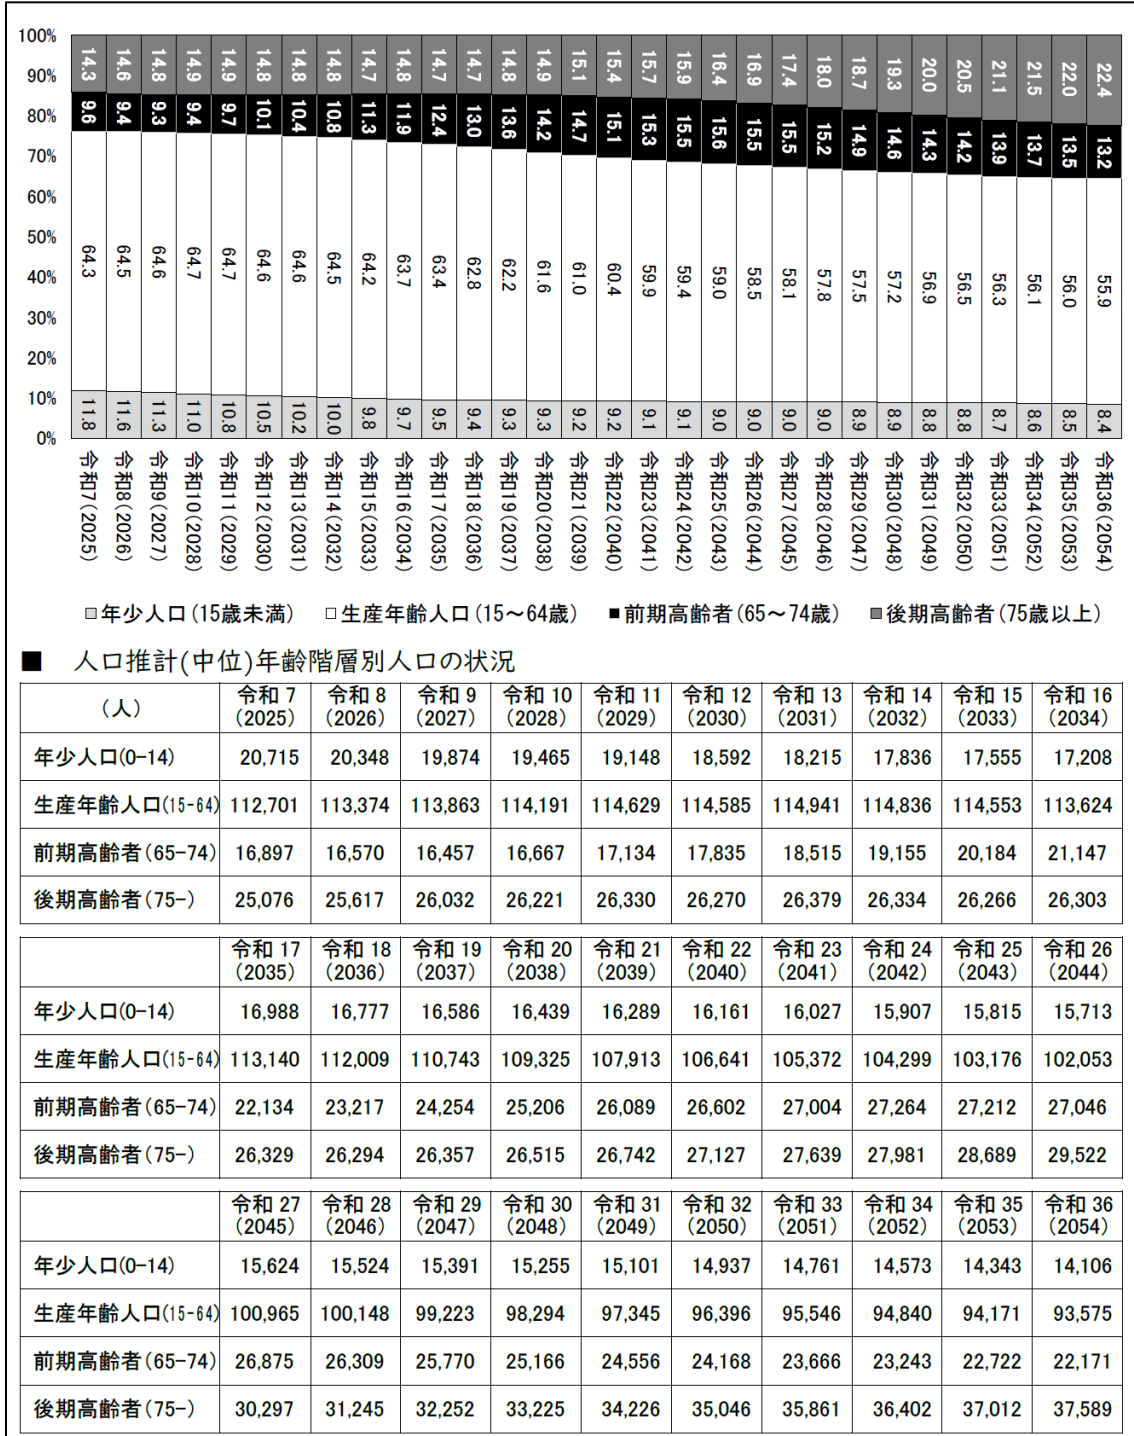 100%
90%
80%
70%
60%
50%
40%
30%
20%
10%
0%
14.3 14.6 14.8 14.9 14.9 14.8 14.8 14.8 14.7 14.8 14.7 14.7 14.8 14.9 15.1 15.4 15.7 15.9 16.4 16.9 17.4 18.0 18.7 19.3 20.0 20.5 21.1 21.5 22.0 22.4
9.6 9.4 9.3 9.4 9.7 10.1 10.4 10.8 11.3 11.9 12.4 13.0 13.6 14.2 14.7 15.1 15.3 15.5 15.6 15.5 15.5 15.2 14.9 14.6 14.3 14.2 13.9 13.7 13.5 13.2
64.3 64.5 64.6 64.7 64.7 64.6 64.6 64.5 64.2 63.7 63.4 62.8 62.2 61.6 61.0 60.4 59.9 59.4 59.0 58.5 58.1 57.8 57.5 57.2 56.9 56.5 56.3 56.1 56.0 55.9
11.8 11.6 11.3 11.0 10.8 10.5 10.2 10.0 9.8 9.7 9.5 9.4 9.3 9.3 9.2 9.2 9.1 9.1 9.0 9.0 9.0 9.0 8.9 8.9 8.8 8.8 8.7 8.6 8.5 8.4
令和7(2025) 令和8(2026) 令和9(2027) 令和10(2028) 令和11(2029) 令和12(2030) 令和13(2031) 令和14(2032) 令和15(2033) 令和16(2034) 令和17(2035) 令和18(2036) 令和19(2037) 令和20(2038) 令和21(2039) 令和22(2040) 令和23(2041) 令和24(2042) 令和25(2043) 令和26(2044) 令和27(2045) 令和28(2046) 令和29(2047) 令和30(2048) 令和31(2049) 令和32(2050) 令和33(2051) 令和34(2052) 令和35(2053) 令和36(2054)
年少人口(15歳未満) 生産年齢人口(15～64歳) 前期高齢者(65～74歳) 後期高齢者(75歳以上)
■ 人口推計(中位)年齢階層別人口の状況
(人) 令和7 令和8 令和9 令和10 令和11 令和12 令和13 令和14 令和15 令和16
(2025) (2026) (2027) (2028) (2029) (2030) (2031) (2032) (2033) (2034)
年少人口(0-14) 20,715 20,348 19,874 19,465 19,148 18,592 18,215 17,836 17,555 17,208
生産年齢人口(15-64) 112,701 113,374 113,863 114,191 114,629 114,585 114,941 114,836 114,553 113,624
前期高齢者(65-74) 16,897 16,570 16,457 16,667 17,134 17,835 18,515 19,155 20,184 21,147
後期高齢者(75-) 25,076 25,617 26,032 26,221 26,330 26,270 26,379 26,334 26,266 26,303
令和17 令和18 令和19 令和20 令和21 令和22 令和23 令和24 令和25 令和26
(2035) (2036) (2037) (2038) (2039) (2040) (2041) (2042) (2043) (2044)
年少人口(0-14) 16,988 16,777 16,586 16,439 16,289 16,161 16,027 15,907 15,815 15,713
生産年齢人口(15-64) 113,140 112,009 110,743 109,325 107,913 106,641 105,372 104,299 103,176 102,053
前期高齢者(65-74) 22,134 23,217 24,254 25,206 26,089 26,602 27,004 27,264 27,212 27,046
後期高齢者(75-) 26,329 26,294 26,357 26,515 26,742 27,127 27,639 27,981 28,689 29,522
令和27 令和28 令和29 令和30 令和31 令和32 令和33 令和34 令和35 令和36
(2045) (2046) (2047) (2048) (2049) (2050) (2051) (2052) (2053) (2054)
年少人口(0-14) 15,624 15,524 15,391 15,255 15,101 14,937 14,761 14,573 14,343 14,106
生産年齢人口(15-64) 100,965 100,148 99,223 98,294 97,345 96,396 95,546 94,840 94,171 93,575
前期高齢者(65-74) 26,875 26,309 25,770 25,166 24,556 24,168 23,666 23,243 22,722 22,171
後期高齢者(75-) 30,297 31,245 32,252 33,225 34,226 35,046 35,861 36,402 37,012 37,589